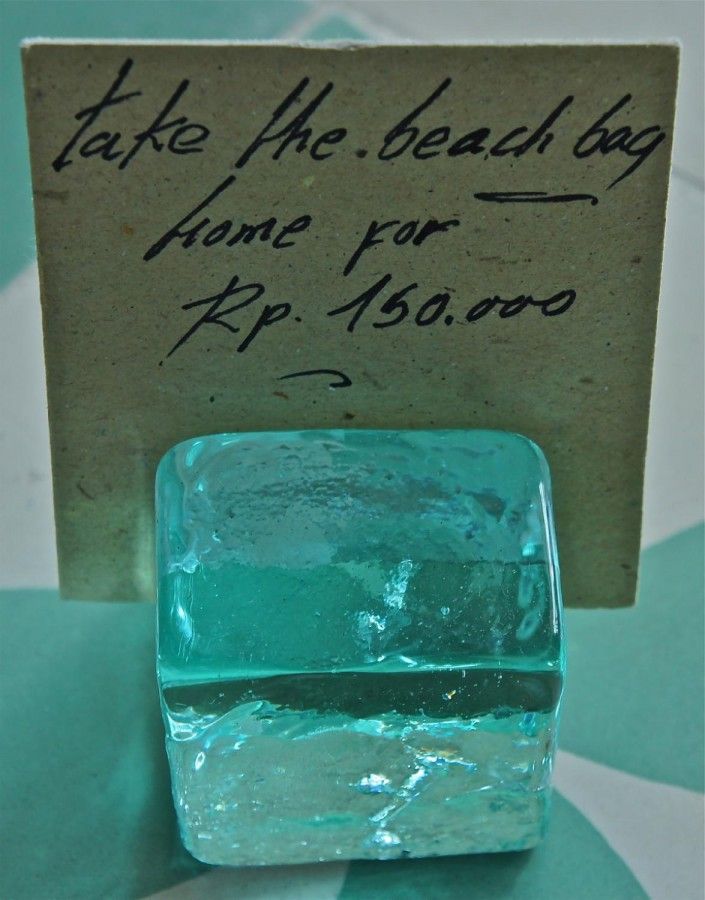 take the beach bag
home for
Rp. 150.000